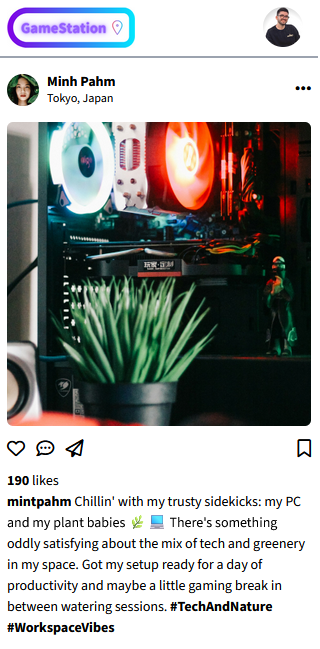 GameStation
Minh Pahm
Tokyo, Japan
190 likes
mintpahm Chillin' with my trusty sidekicks: my PC
and my plant babies 🌿 💻 There's something
oddly satisfying about the mix of tech and greenery
in my space. Got my setup ready for a day of
productivity and maybe a little gaming break in
between watering sessions. #TechAndNature
#WorkspaceVibes